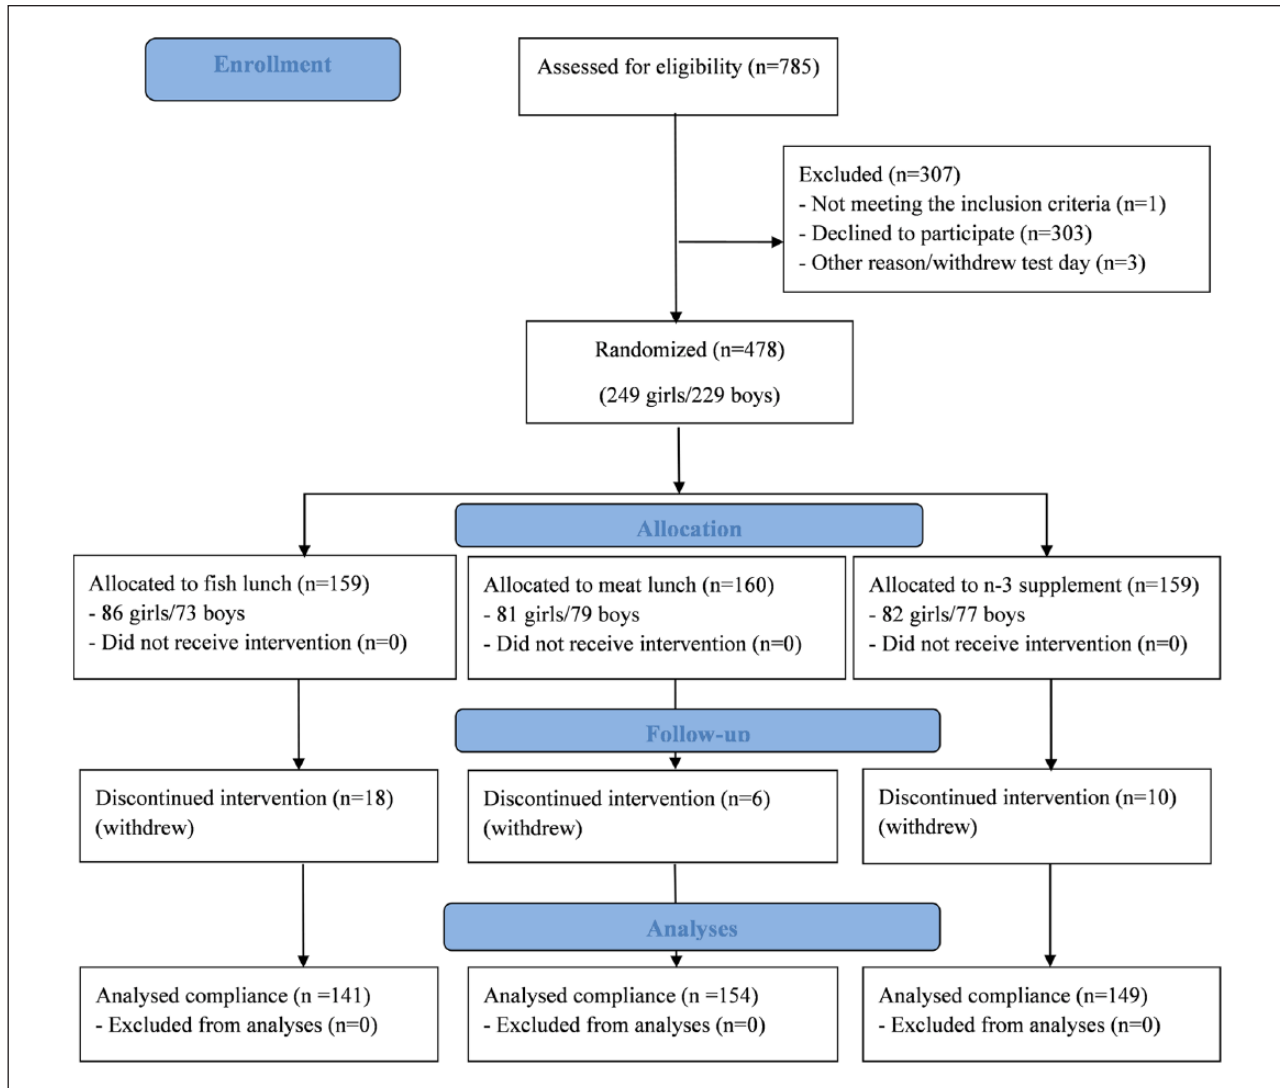 Enrollment
Assessed for eligibility (n=785)
Excluded (n=307)
- Not meeting the inclusion criteria (n=1)
- Declined to participate (n=303)
- Other reason/withdrew test day (n=3)
Randomized (n=478)
(249 girls/229 boys)
Allocation
Allocated to fish lunch (n=159)
- 86 girls/73 boys
- Did not receive intervention (n=0)
Allocated to meat lunch (n=160)
- 81 girls/79 boys
- Did not receive intervention (n=0)
Allocated to n-3 supplement (n=159)
- 82 girls/77 boys
- Did not receive intervention (n=0)
Follow-up
Discontinued intervention (n=18)
(withdrew)
Discontinued intervention (n=6)
(withdrew)
Discontinued intervention (n=10)
(withdrew)
Analyses
Analysed compliance (n =141)
- Excluded from analyses (n=0)
Analysed compliance (n =154)
- Excluded from analyses (n=0)
Analysed compliance (n=149)
- Excluded from analyses (n=0)